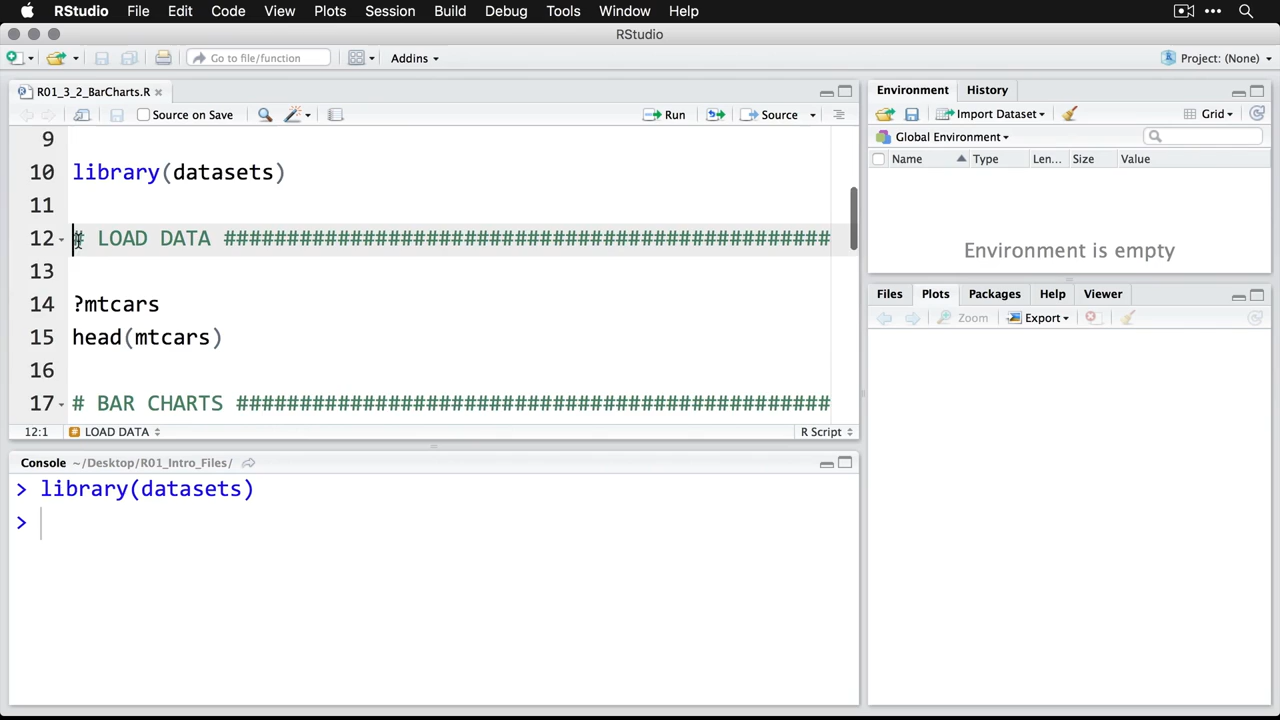 RStudio File Edit Code View Plots Session Build Debug Tools Window Help
RStudio
Go to file/function Addins Project: (None)
R01_3_2_BarCharts.R
Source on Save Run Source
9
10 library(datasets)
11
12 # LOAD DATA ################################################
13
14 ?mtcars
15 head(mtcars)
16
17 # BAR CHARTS ###############################################
12:1 LOAD DATA R Script
Console ~/Desktop/R01_Intro_Files/
> library(datasets)
>
Environment History
Import Dataset Grid
Global Environment
Name Type Len... Size Value
Environment is empty
Files Plots Packages Help Viewer
Zoom Export